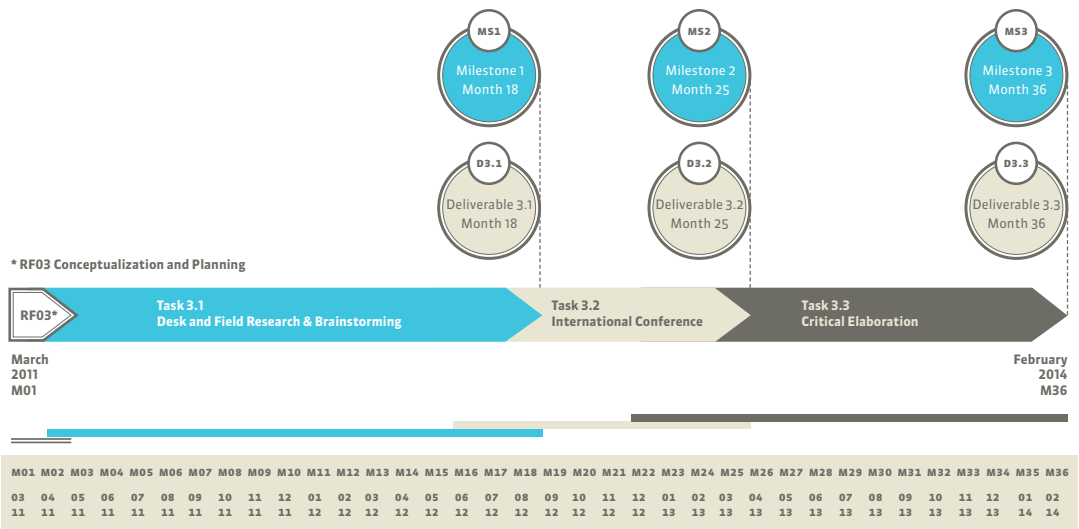 MS1
Milestone 1
Month 18
MS2
Milestone 2
Month 25
MS3
Milestone 3
Month 36
D3.1
Deliverable 3.1
Month 18
D3.2
Deliverable 3.2
Month 25
D3.3
Deliverable 3.3
Month 36
* RF03 Conceptualization and Planning
RF03*
Task 3.1
Desk and Field Research & Brainstorming
Task 3.2
International Conference
Task 3.3
Critical Elaboration
March
2011
M01
February
2014
M36
M01 M02 M03 M04 M05 M06 M07 M08 M09 M10 M11 M12 M13 M14 M15 M16 M17 M18 M19 M20 M21 M22 M23 M24 M25 M26 M27 M28 M29 M30 M31 M32 M33 M34 M35 M36
03 04 05 06 07 08 09 10 11 12 01 02 03 04 05 06 07 08 09 10 11 12 01 02 03 04 05 06 07 08 09 10 11 12 01 02
11 11 11 11 11 11 11 11 11 11 12 12 12 12 12 12 12 12 12 12 12 12 13 13 13 13 13 13 13 13 13 13 13 13 14 14